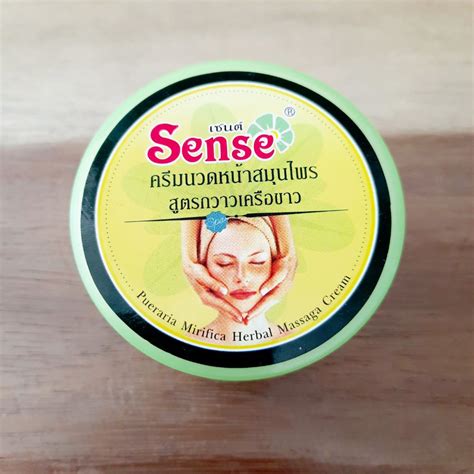 เซนต์
Sense
®
ครีมนวดหน้าสมุนไพร
สูตรกวาวเครือขาว
Spa
Pueraria Mirifica Herbal Massaga Cream